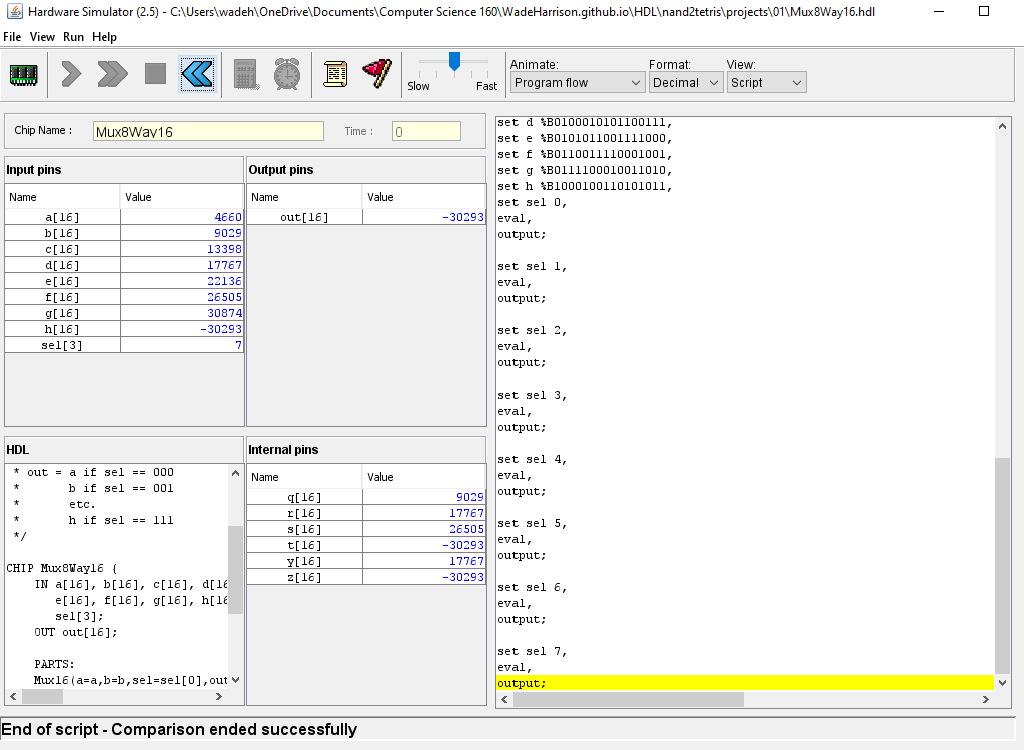 Hardware Simulator (2.5) - C:\Users\wadeh\OneDrive\Documents\Computer Science 160\WadeHarrison.github.io\HDL\nand2tetris\projects\01\Mux8Way16.hdl
File View Run Help
Slow Fast
Animate:
Program flow
Format:
Decimal
View:
Script
Chip Name : Mux8Way16 Time : 0
Input pins
Name Value
a[16] 4660
b[16] 9029
c[16] 13398
d[16] 17767
e[16] 22136
f[16] 26505
g[16] 30874
h[16] -30293
sel[3] 7
Output pins
Name Value
out[16] -30293
HDL
* out = a if sel == 000
* b if sel == 001
* etc.
* h if sel == 111
*/
CHIP Mux8Way16 {
IN a[16], b[16], c[16], d[16
e[16], f[16], g[16], h[16
sel[3];
OUT out[16];
PARTS:
Mux16(a=a,b=b,sel=sel[0],out
Internal pins
Name Value
q[16] 9029
r[16] 17767
s[16] 26505
t[16] -30293
y[16] 17767
z[16] -30293
set d %B0100010101100111,
set e %B0101011001111000,
set f %B0110011110001001,
set g %B0111100010011010,
set h %B1000100110101011,
set sel 0,
eval,
output;
set sel 1,
eval,
output;
set sel 2,
eval,
output;
set sel 3,
eval,
output;
set sel 4,
eval,
output;
set sel 5,
eval,
output;
set sel 6,
eval,
output;
set sel 7,
eval,
output;
End of script - Comparison ended successfully